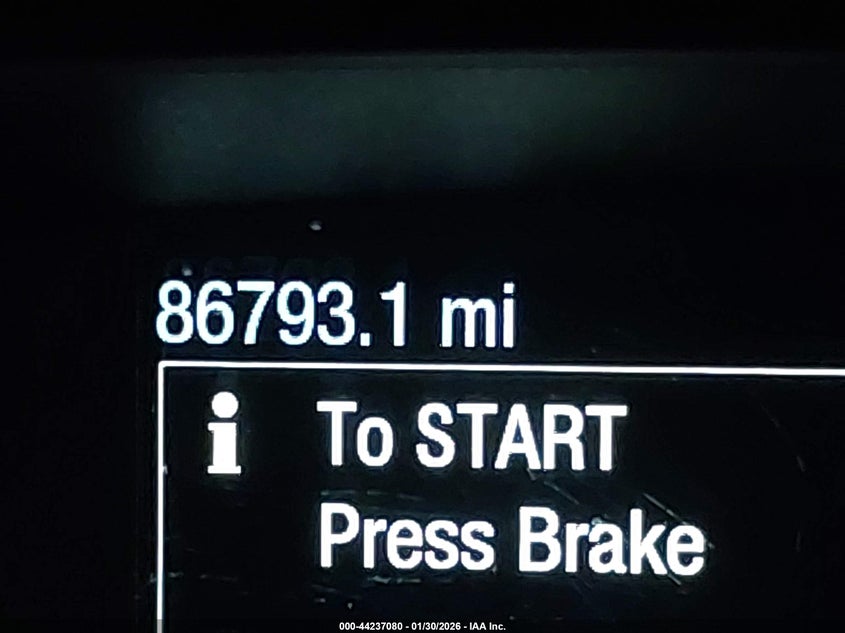 86793.1 mi
i To START
Press Brake
000-44237080 - 01/30/2026 - IAA Inc.